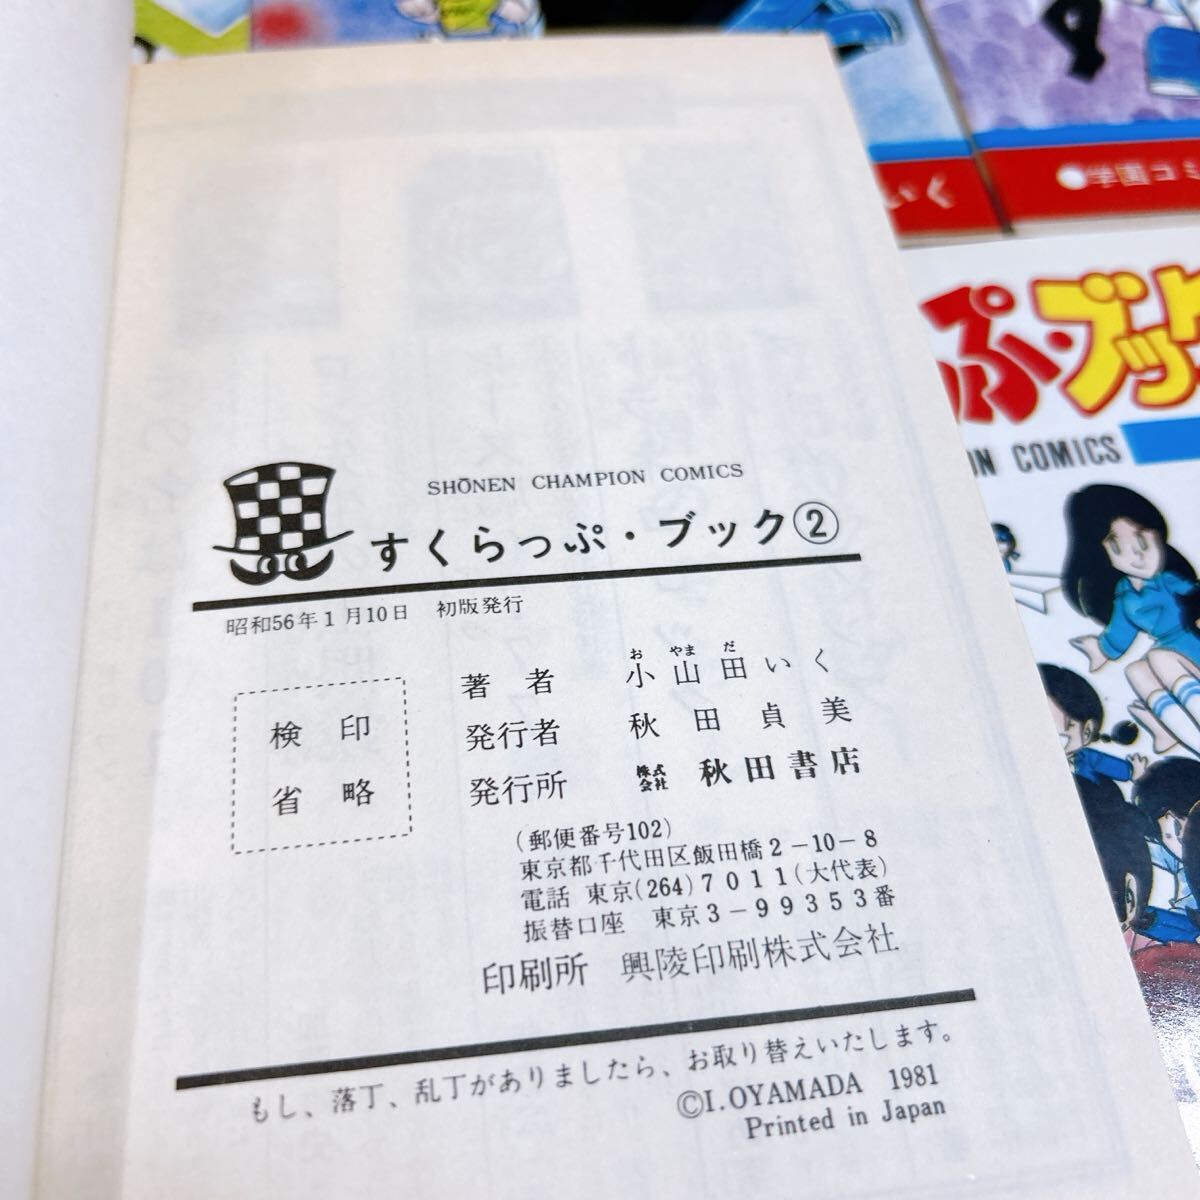 いく
●学園コミ
っぷ・ブック
ON COMICS
SHŌNEN CHAMPION COMICS
すくらっぷ・ブック②
昭和56年1月10日 初版発行
検印
省略
お やま だ
著者 小山田いく
発行者 秋田貞美
発行所 株式会社 秋田書店
(郵便番号102)
東京都千代田区飯田橋2-10-8
電話 東京(264)7011(大代表)
振替口座 東京3-99353番
印刷所 興陵印刷株式会社
もし、落丁、乱丁がありましたら、お取り替えいたします。
©I.OYAMADA 1981
Printed in Japan